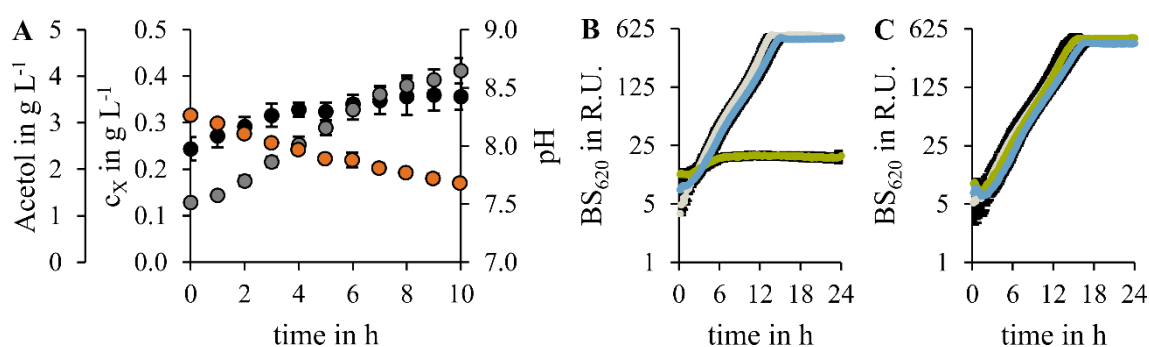 A
B
C
Acetol in g L-1
5
4
3
2
1
0
cX in g L-1
0.5
0.4
0.3
0.2
0.1
0.0
9.0
8.5
8.0
7.5
7.0
pH
0 2 4 6 8 10
time in h
BS620 in R.U.
625
125
25
5
1
0 6 12 18 24
time in h
BS620 in R.U.
625
125
25
5
1
0 6 12 18 24
time in h